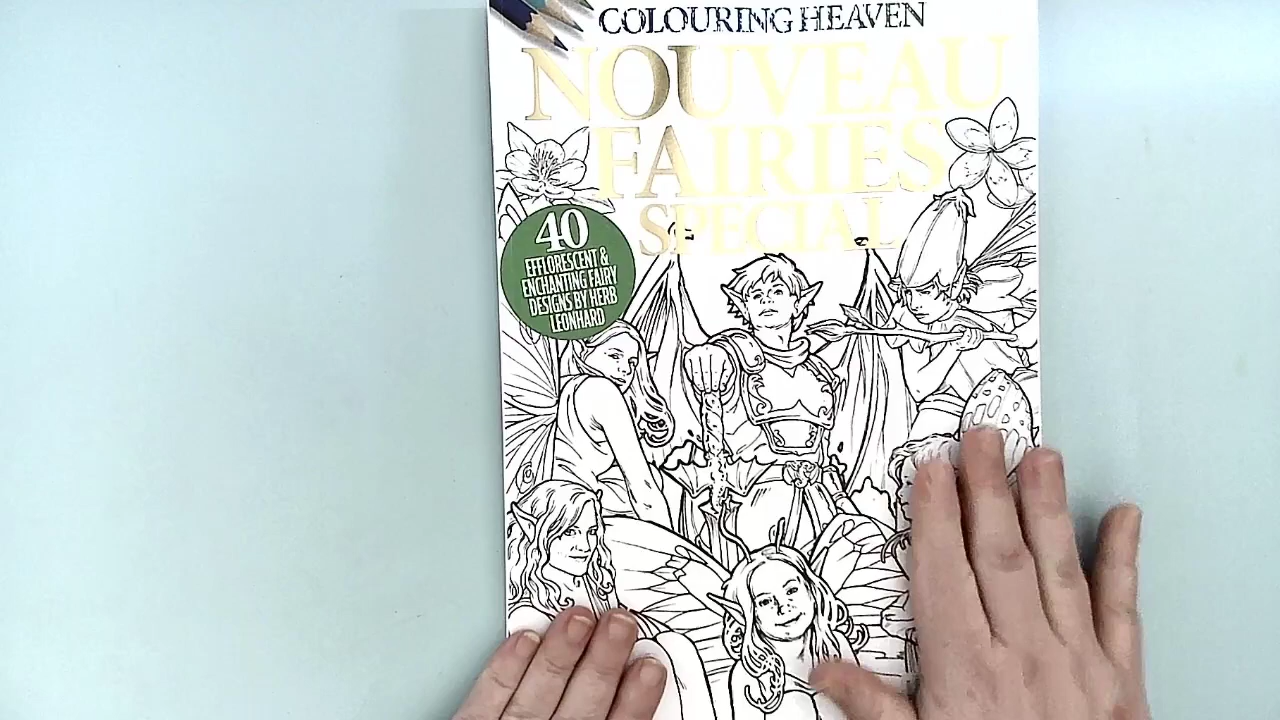 COLOURING HEAVEN
NOUVEAU
FAIRIES
SPECIAL
40
EFFLORESCENT &
ENCHANTING FAIRY
DESIGNS BY HERB
LEONHARD